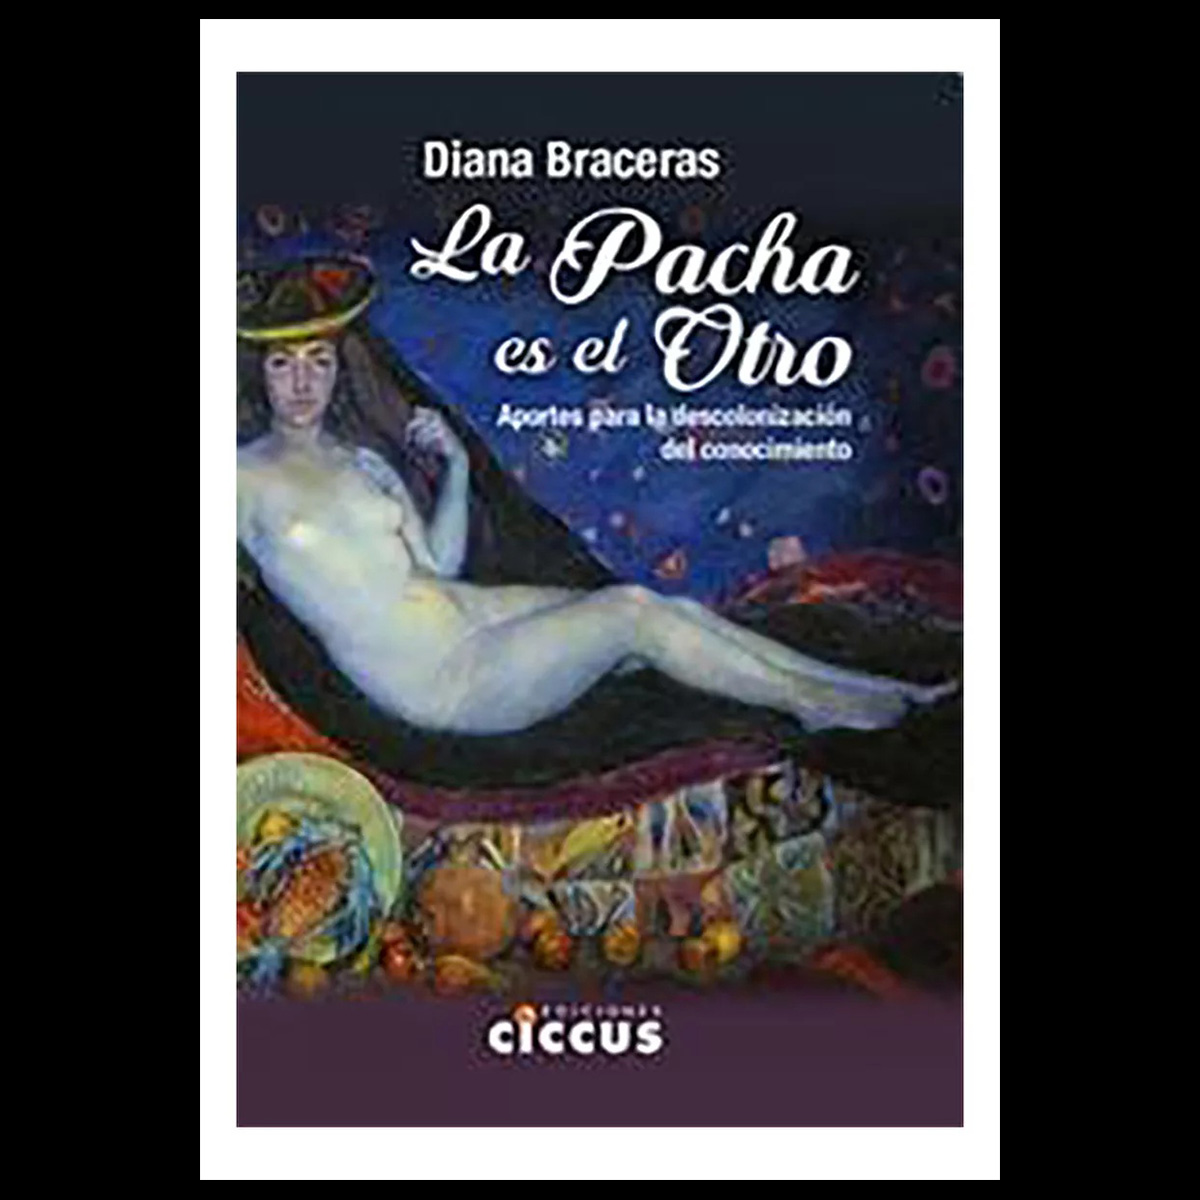 Diana Braceras
La Pacha
es el Otro
Aportes para la descolonización
del conocimiento
EDICIONES
ciccus